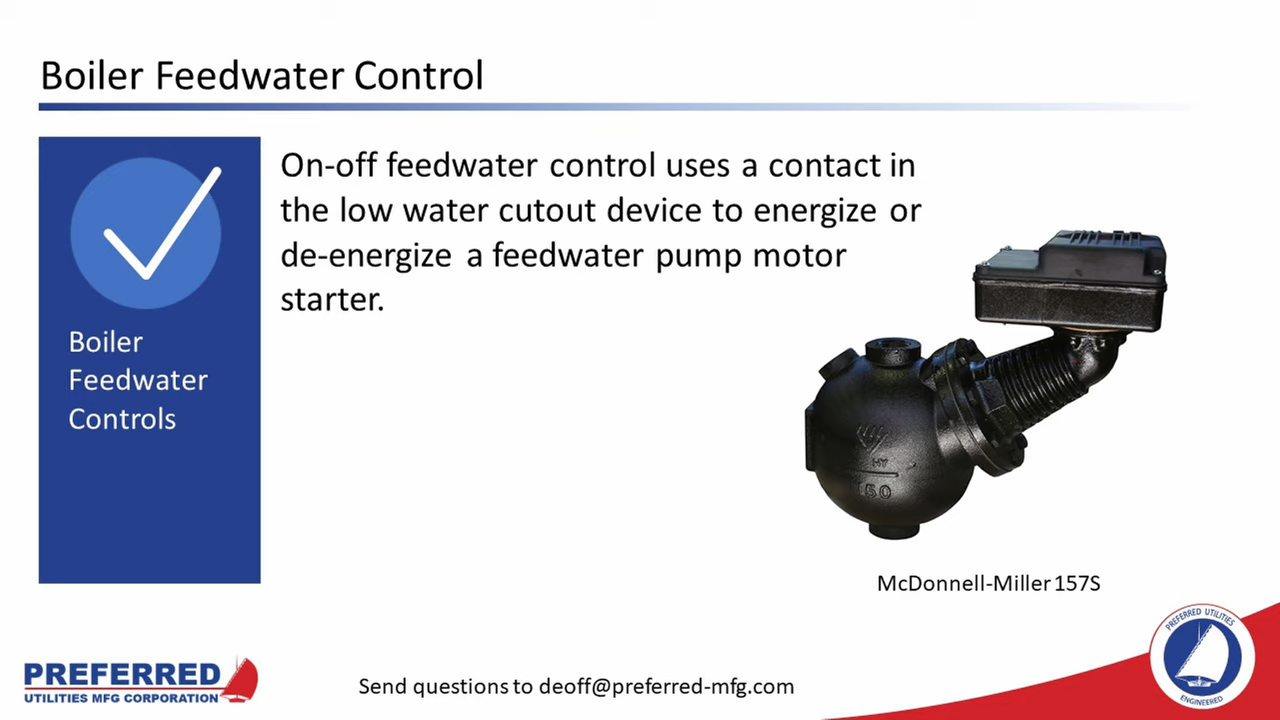 Boiler Feedwater Control
On-off feedwater control uses a contact in
the low water cutout device to energize or
de-energize a feedwater pump motor
starter.
Boiler
Feedwater
Controls
HY
150
McDonnell-Miller 157S
PREFERRED
UTILITIES MFG CORPORATION
Send questions to deoff@preferred-mfg.com
PREFERRED UTILITIES
ENGINEERED